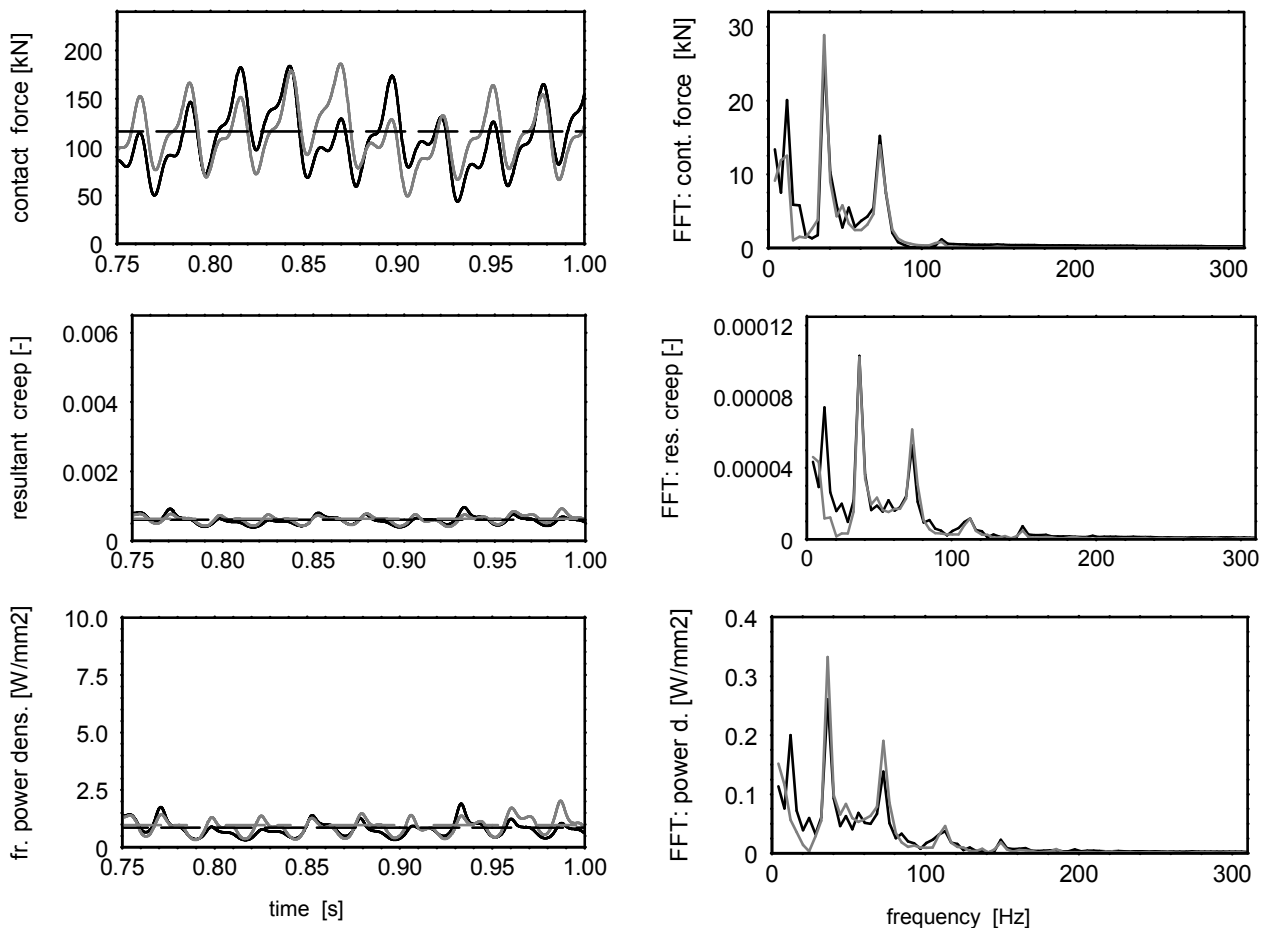 contact force [kN]
200
150
100
50
0
0.75 0.80 0.85 0.90 0.95 1.00
FFT: cont. force [kN]
30
20
10
0
0 100 200 300
resultant creep [-]
0.006
0.004
0.002
0
0.75 0.80 0.85 0.90 0.95 1.00
FFT: res. creep [-]
0.00012
0.00008
0.00004
0
0 100 200 300
fr. power dens. [W/mm2]
10.0
7.5
5.0
2.5
0
0.75 0.80 0.85 0.90 0.95 1.00
time [s]
FFT: power d. [W/mm2]
0.4
0.3
0.2
0.1
0
0 100 200 300
frequency [Hz]